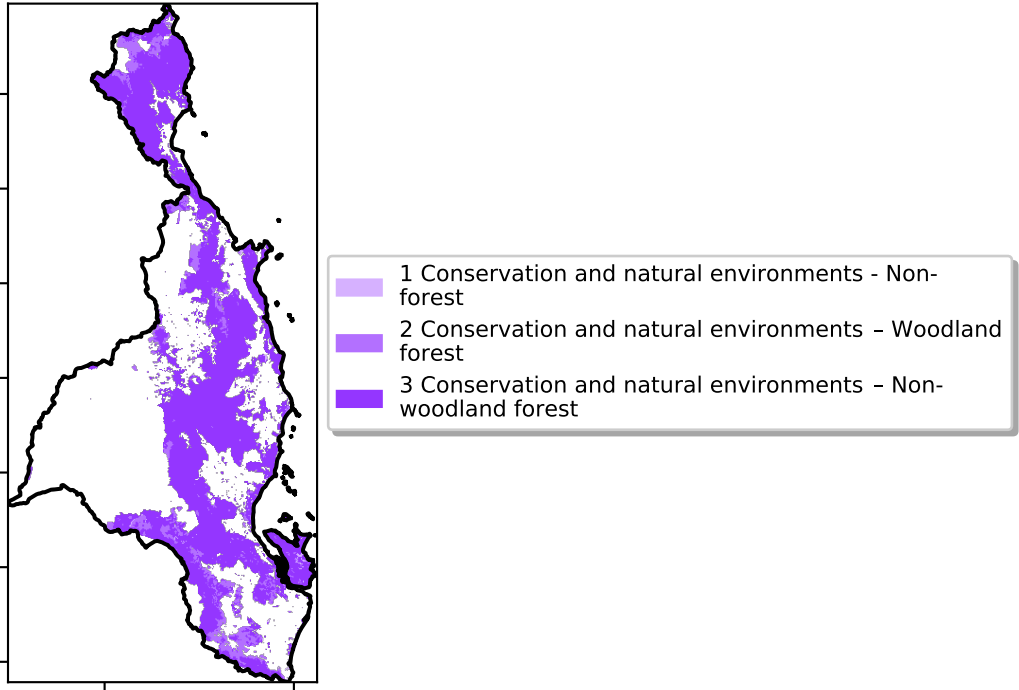 1 Conservation and natural environments - Non-
forest
2 Conservation and natural environments – Woodland
forest
3 Conservation and natural environments – Non-
woodland forest